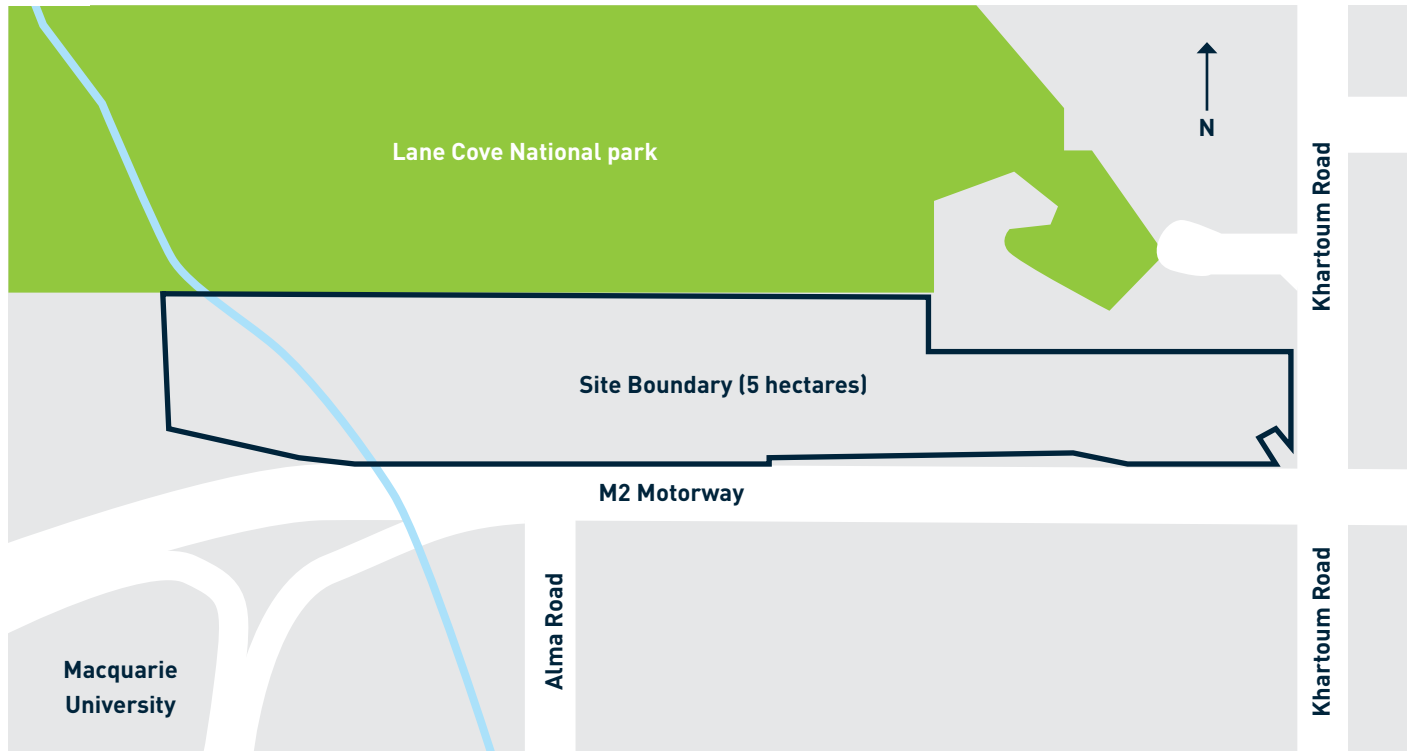 Lane Cove National park
N
Khartoum Road
Site Boundary (5 hectares)
M2 Motorway
Alma Road
Khartoum Road
Macquarie
University